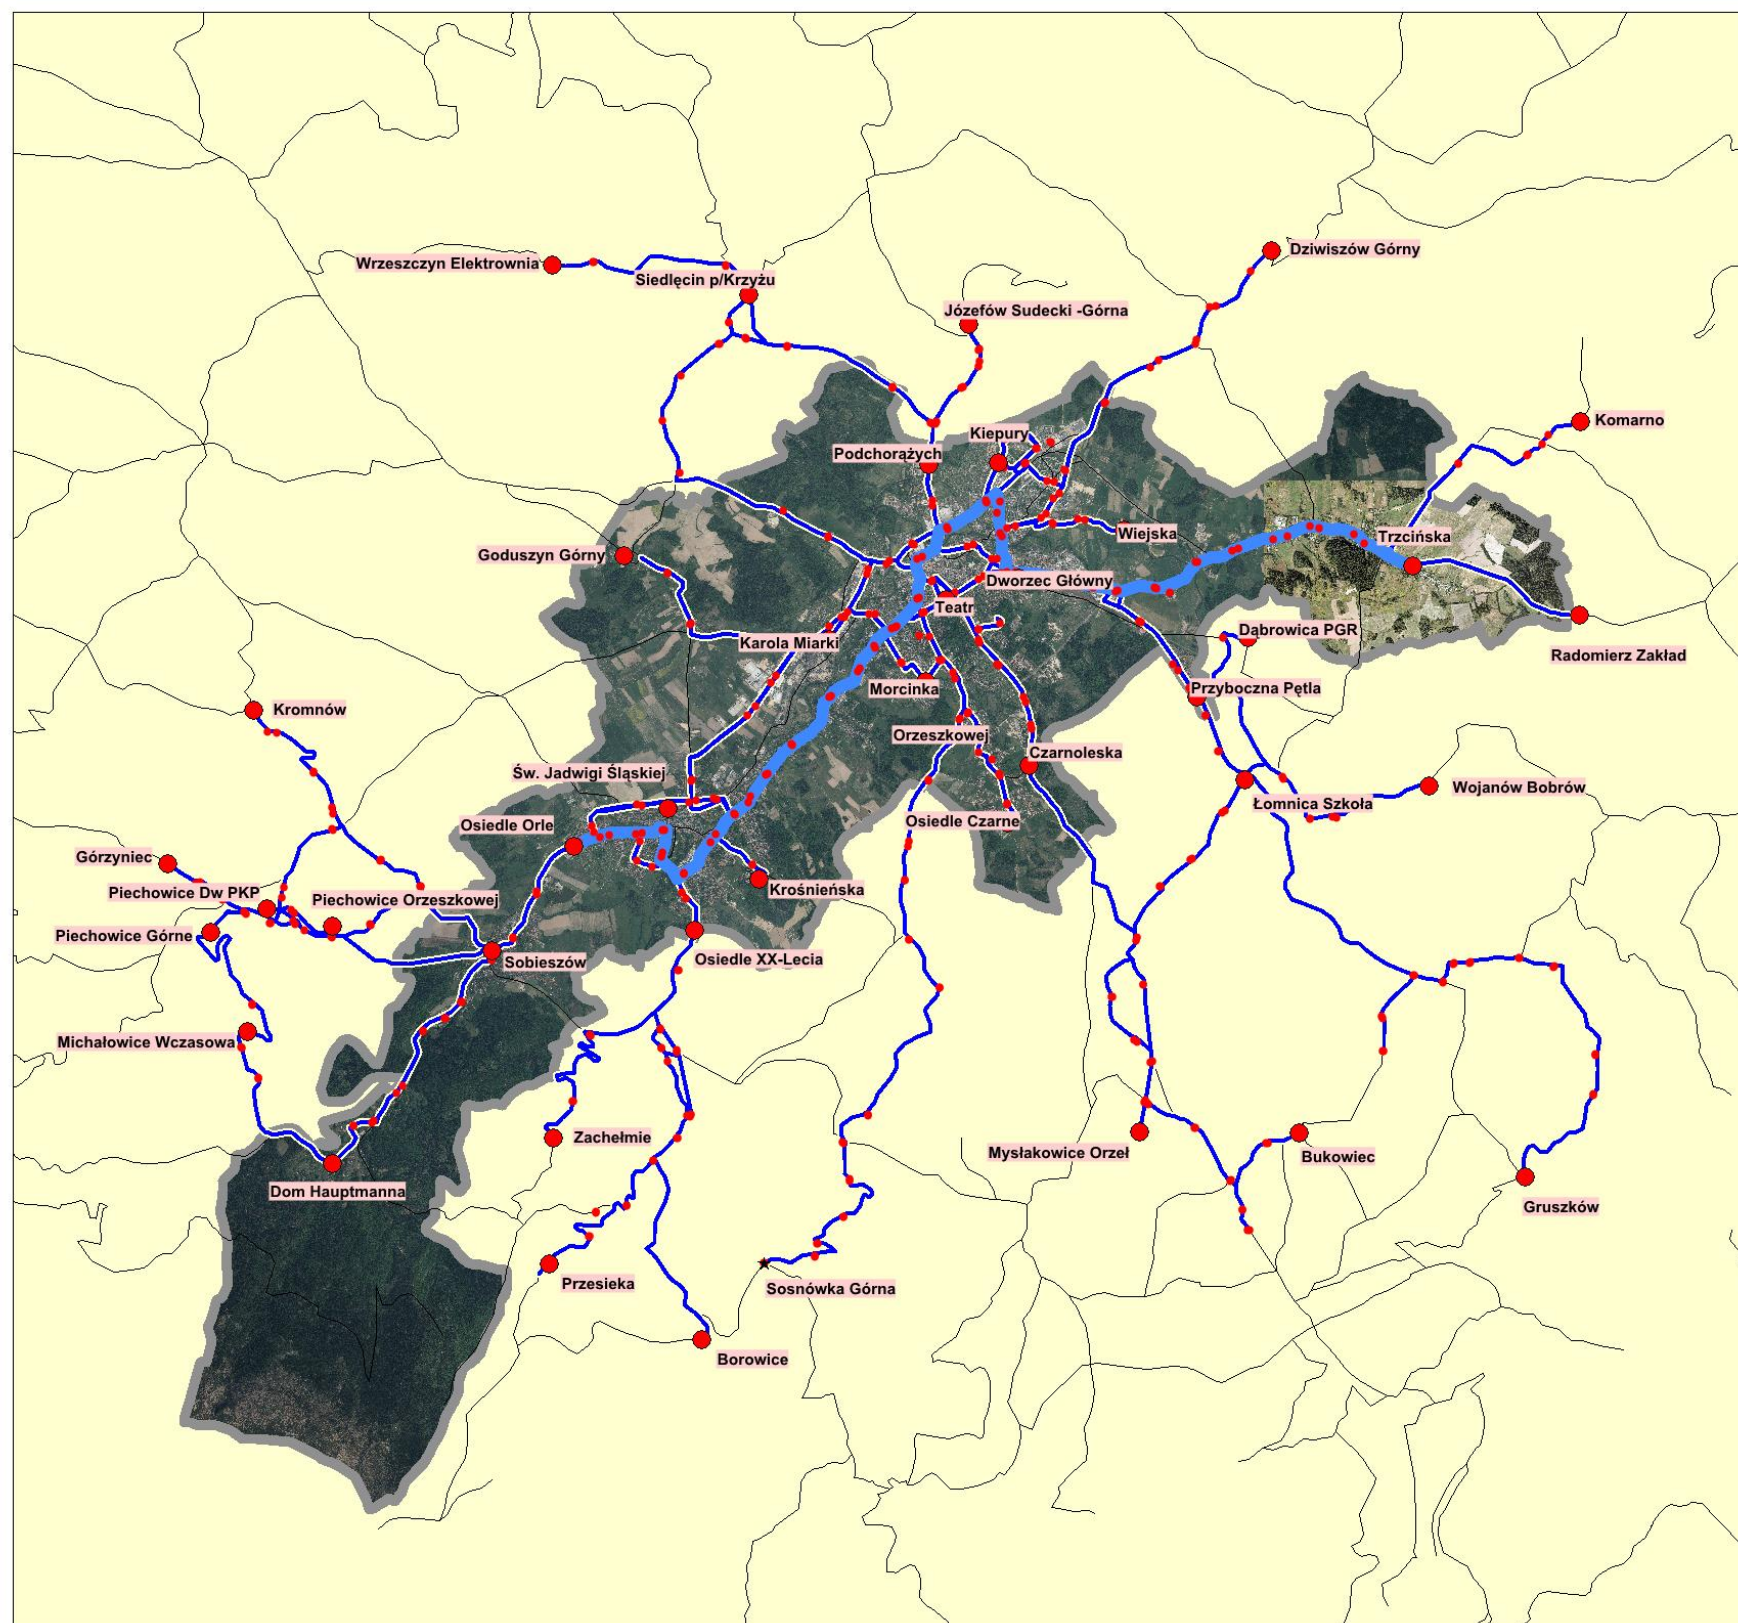 Dziwiszów Górny
Wrzeszczyn Elektrownia
Siedlęcin p/Krzyżu
Józefów Sudecki -Górna
Komarno
Kiepury
Podchorążych
Wiejska
Trzcińska
Goduszyn Górny
Dworzec Główny
Teatr
Dąbrowica PGR
Karola Miarki
Radomierz Zakład
Morcinka
Przyboczna Pętla
Kromnów
Orzeszkowej
Czarnoleska
Św. Jadwigi Śląskiej
Wojanów Bobrów
Łomnica Szkoła
Osiedle Orle
Osiedle Czarne
Górzyniec
Krośnieńska
Piechowice Dw PKP
Piechowice Orzeszkowej
Piechowice Górne
Sobieszów
Osiedle XX-Lecia
Michałowice Wczasowa
Zachełmie
Mysłakowice Orzeł
Bukowiec
Dom Hauptmanna
Gruszków
Przesieka
Sosnówka Górna
Borowice